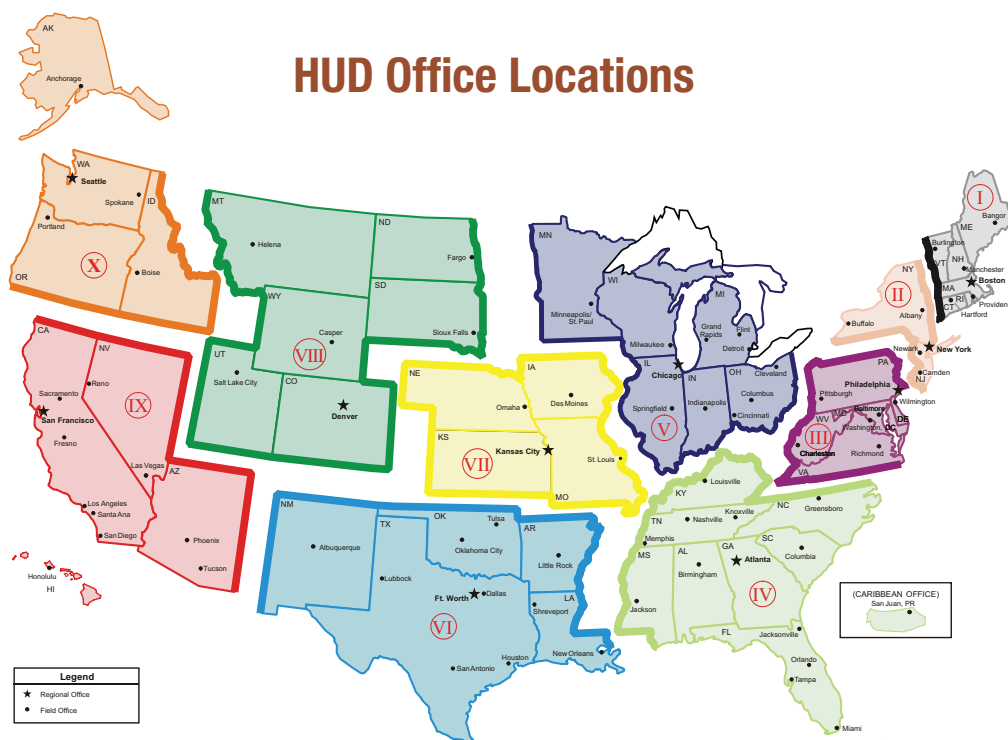 HUD Office Locations
AK
Anchorage
WA
Seattle
Spokane
ID
Portland
X
Boise
OR
MT
ND
Helena
Fargo
SD
WY
Casper
Sioux Falls
VIII
UT
Salt Lake City
CO
Denver
CA
NV
Reno
IX
Sacramento
San Francisco
Fresno
Las Vegas
AZ
Los Angeles
Santa Ana
San Diego
Phoenix
Tucson
Honolulu
HI
NE
IA
Omaha
Des Moines
KS
Kansas City
VII
St. Louis
MO
MN
WI
MI
Minneapolis/
St. Paul
Grand
Rapids
Flint
Milwaukee
Detroit
IL
Chicago
IN
OH
Cleveland
Springfield
Indianapolis
Columbus
Cincinnati
V
I
ME
Bangor
Burlington
VT
NH
Manchester
Boston
MA
RI
Providen
CT
Hartford
NY
II
Albany
Buffalo
Newark
New York
NJ
Camden
PA
Philadelphia
Pittsburgh
Wilmington
WV
MD
Baltimore
DE
Washington,
DC
III
Charleston
Richmond
VA
NM
TX
OK
Tulsa
AR
Albuquerque
Oklahoma City
Little Rock
Lubbock
Ft. Worth
Dallas
LA
Shreveport
VI
San Antonio
Houston
New Orleans
KY
Louisville
NC
Greensboro
TN
Nashville
Knoxville
Memphis
MS
AL
GA
SC
Columbia
Birmingham
Atlanta
Jackson
IV
FL
Jacksonville
Orlando
Tampa
Miami
(CARIBBEAN OFFICE)
San Juan, PR
Legend
Regional Office
Field Office